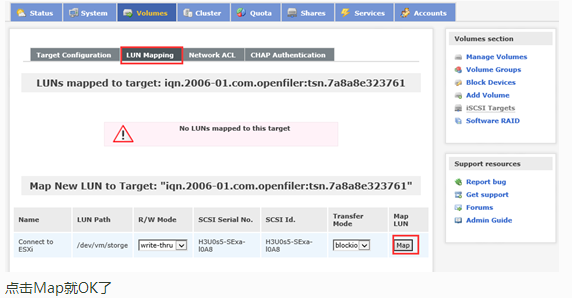 Status System Volumes Cluster Quota Shares Services Accounts
Target Configuration LUN Mapping Network ACL CHAP Authentication
LUNs mapped to target: iqn.2006-01.com.openfiler:tsn.7a8a8e323761
No LUNs mapped to this target
Map New LUN to Target: "iqn.2006-01.com.openfiler:tsn.7a8a8e323761"
Name LUN Path R/W Mode SCSI Serial No. SCSI Id. Transfer Mode Map LUN
Connect to ESXi /dev/vm/storge write-thru H3U0s5-SExa-l0A8 H3U0s5-SExa-l0A8 blockio Map
Volumes section
Manage Volumes
Volume Groups
Block Devices
Add Volume
iSCSI Targets
Software RAID
Support resources
Report bug
Get support
Forums
Admin Guide
点击Map就OK了